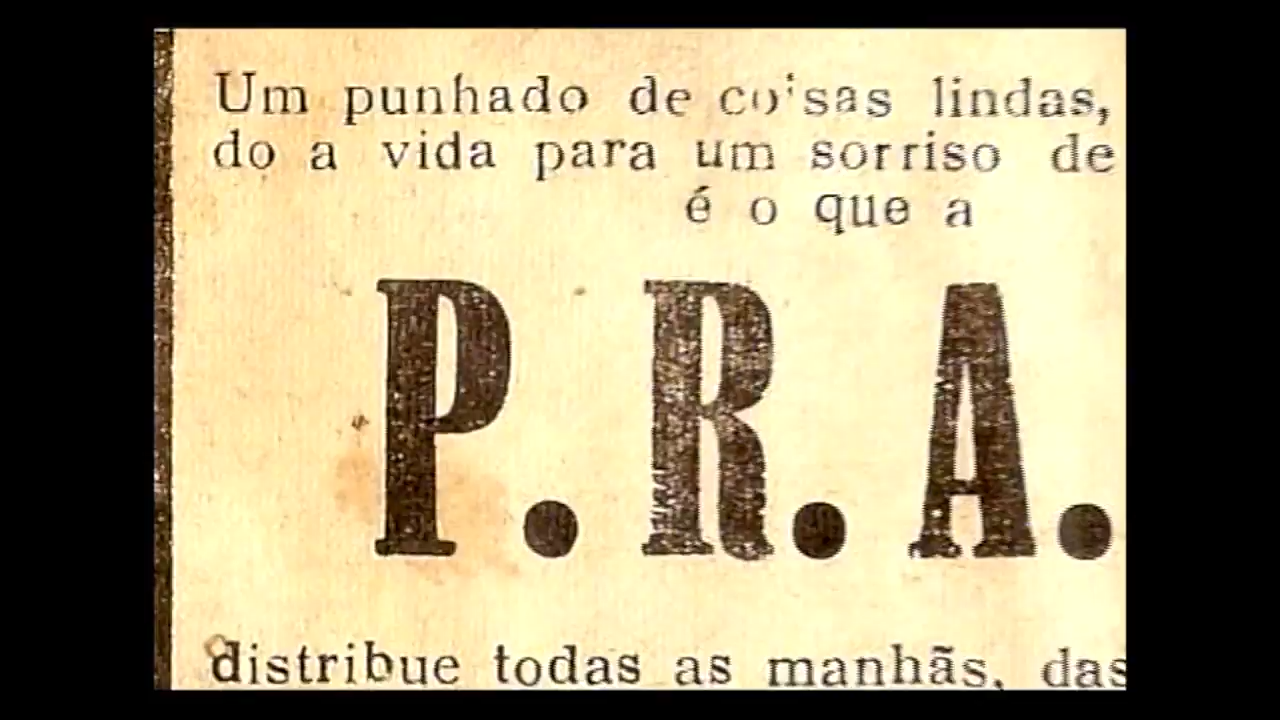 Um punhado de coisas lindas,
do a vida para um sorriso de
é o que a
P. R. A.
distribue todas as manhãs, das